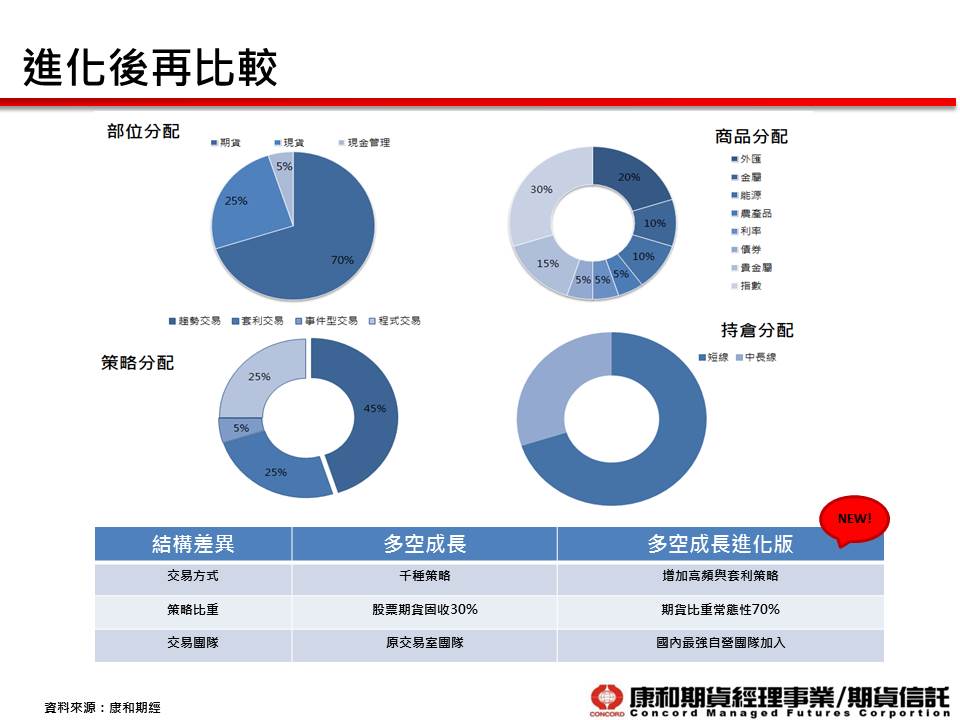 進化後再比較
部位分配
期貨 現貨 現金管理
5%
25%
70%
商品分配
外匯
金屬
能源
農產品
利率
債券
貴金屬
指數
20%
30%
10%
10%
15%
5% 5% 5%
趨勢交易 套利交易 事件型交易 程式交易
策略分配
25%
45%
5%
25%
持倉分配
短線 中長線
NEW!
結構差異 多空成長 多空成長進化版
交易方式 千種策略 增加高頻與套利策略
策略比重 股票期貨固收30% 期貨比重常態性70%
交易團隊 原交易室團隊 國內最強自營團隊加入
資料來源：康和期經
CONCORD
康和期貨經理事業/期貨信託
Concord Managed Futures Corportion